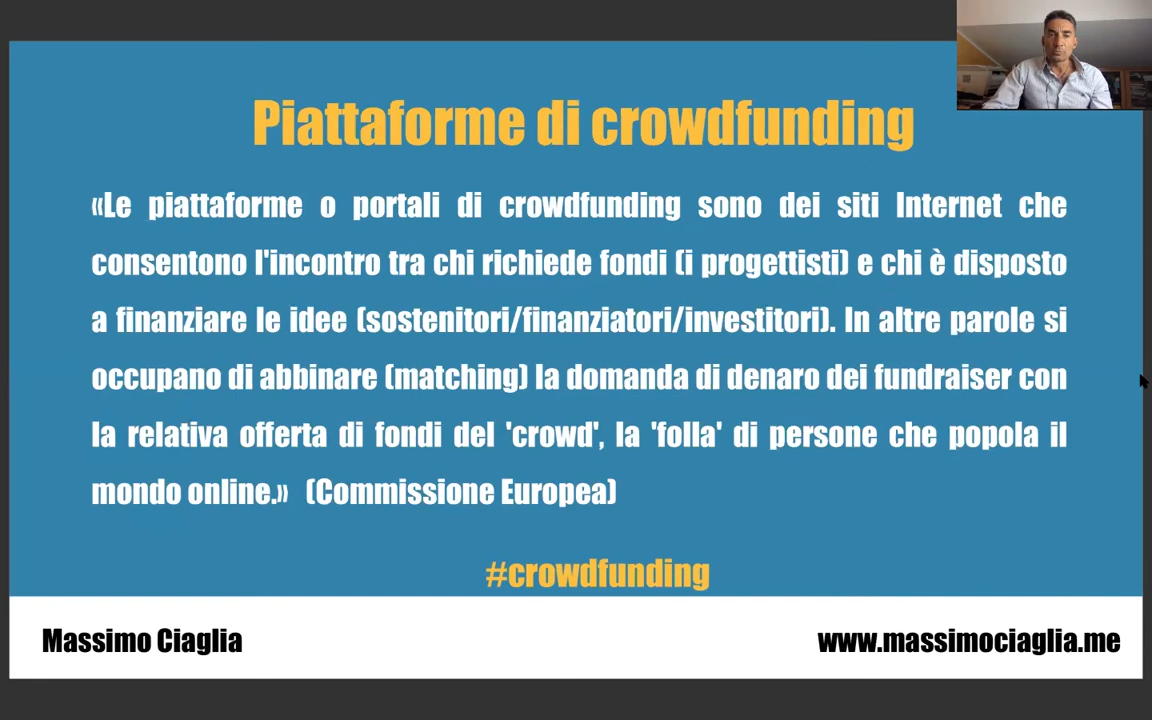 Piattaforme di crowdfunding
«Le piattaforme o portali di crowdfunding sono dei siti Internet che
consentono l'incontro tra chi richiede fondi (i progettisti) e chi è disposto
a finanziare le idee (sostenitori/finanziatori/investitori). In altre parole si
occupano di abbinare (matching) la domanda di denaro dei fundraiser con
la relativa offerta di fondi del 'crowd', la 'folla' di persone che popola il
mondo online.» (Commissione Europea)
#crowdfunding
Massimo Ciaglia
www.massimociaglia.me